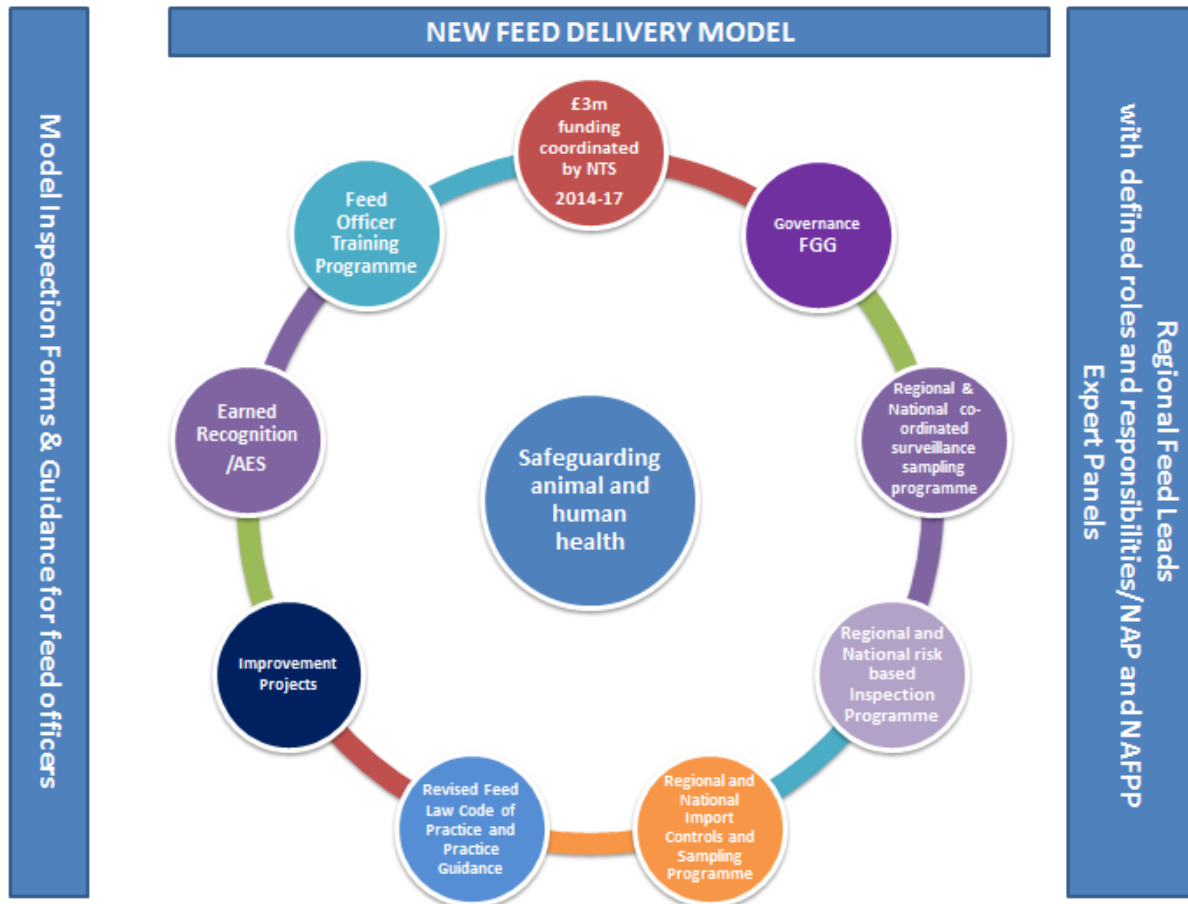 NEW FEED DELIVERY MODEL
Model Inspection Forms & Guidance for feed officers
£3m
funding
coordinated
by NTS
2014-17
Governance
FGG
Regional &
National co-
ordinated
surveillance
sampling
programme
Regional and
National risk
based
Inspection
Programme
Regional and
National
Import
Controls and
Sampling
Programme
Revised Feed
Law Code of
Practice and
Practice
Guidance
Improvement
Projects
Earned
Recognition
/AES
Feed
Officer
Training
Programme
Safeguarding
animal and
human
health
Regional Feed Leads
with defined roles and responsibilities/NAP and NAFPP
Expert Panels